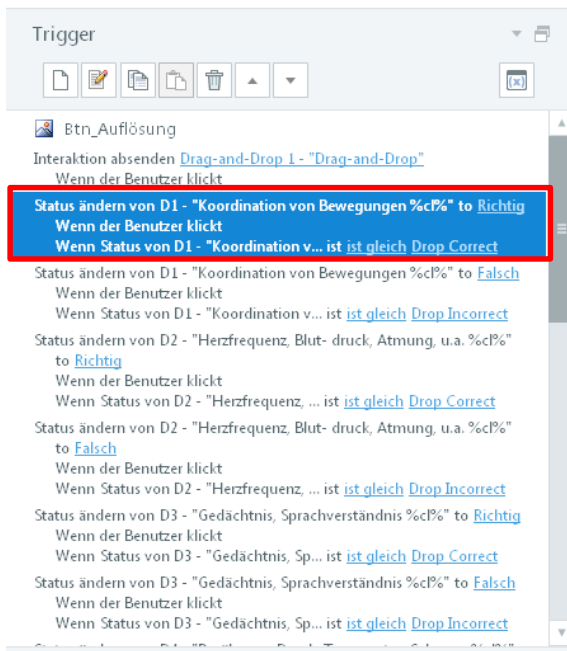 Trigger
(x)
Btn_Auflösung
Interaktion absenden Drag-and-Drop 1 - "Drag-and-Drop"
Wenn der Benutzer klickt
Status ändern von D1 - "Koordination von Bewegungen %cl%" to Richtig
Wenn der Benutzer klickt
Wenn Status von D1 - "Koordination v... ist ist gleich Drop Correct
Status ändern von D1 - "Koordination von Bewegungen %cl%" to Falsch
Wenn der Benutzer klickt
Wenn Status von D1 - "Koordination v... ist ist gleich Drop Incorrect
Status ändern von D2 - "Herzfrequenz, Blut- druck, Atmung, u.a. %cl%"
to Richtig
Wenn der Benutzer klickt
Wenn Status von D2 - "Herzfrequenz, ... ist ist gleich Drop Correct
Status ändern von D2 - "Herzfrequenz, Blut- druck, Atmung, u.a. %cl%"
to Falsch
Wenn der Benutzer klickt
Wenn Status von D2 - "Herzfrequenz, ... ist ist gleich Drop Incorrect
Status ändern von D3 - "Gedächtnis, Sprachverständnis %cl%" to Richtig
Wenn der Benutzer klickt
Wenn Status von D3 - "Gedächtnis, Sp... ist ist gleich Drop Correct
Status ändern von D3 - "Gedächtnis, Sprachverständnis %cl%" to Falsch
Wenn der Benutzer klickt
Wenn Status von D3 - "Gedächtnis, Sp... ist ist gleich Drop Incorrect